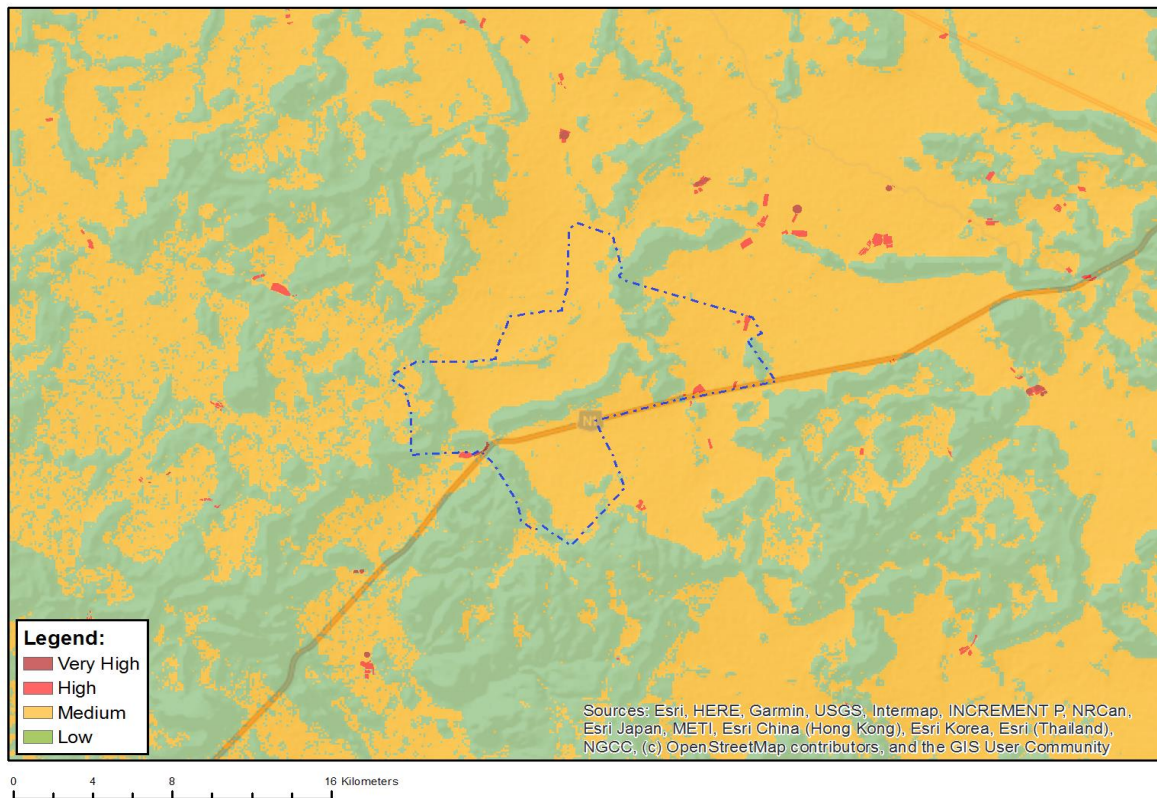 N1
Legend:
Very High
High
Medium
Low
Sources: Esri, HERE, Garmin, USGS, Intermap, INCREMENT P, NRCan,
Esri Japan, METI, Esri China (Hong Kong), Esri Korea, Esri (Thailand),
NGCC, (c) OpenStreetMap contributors, and the GIS User Community
0 4 8 16 Kilometers